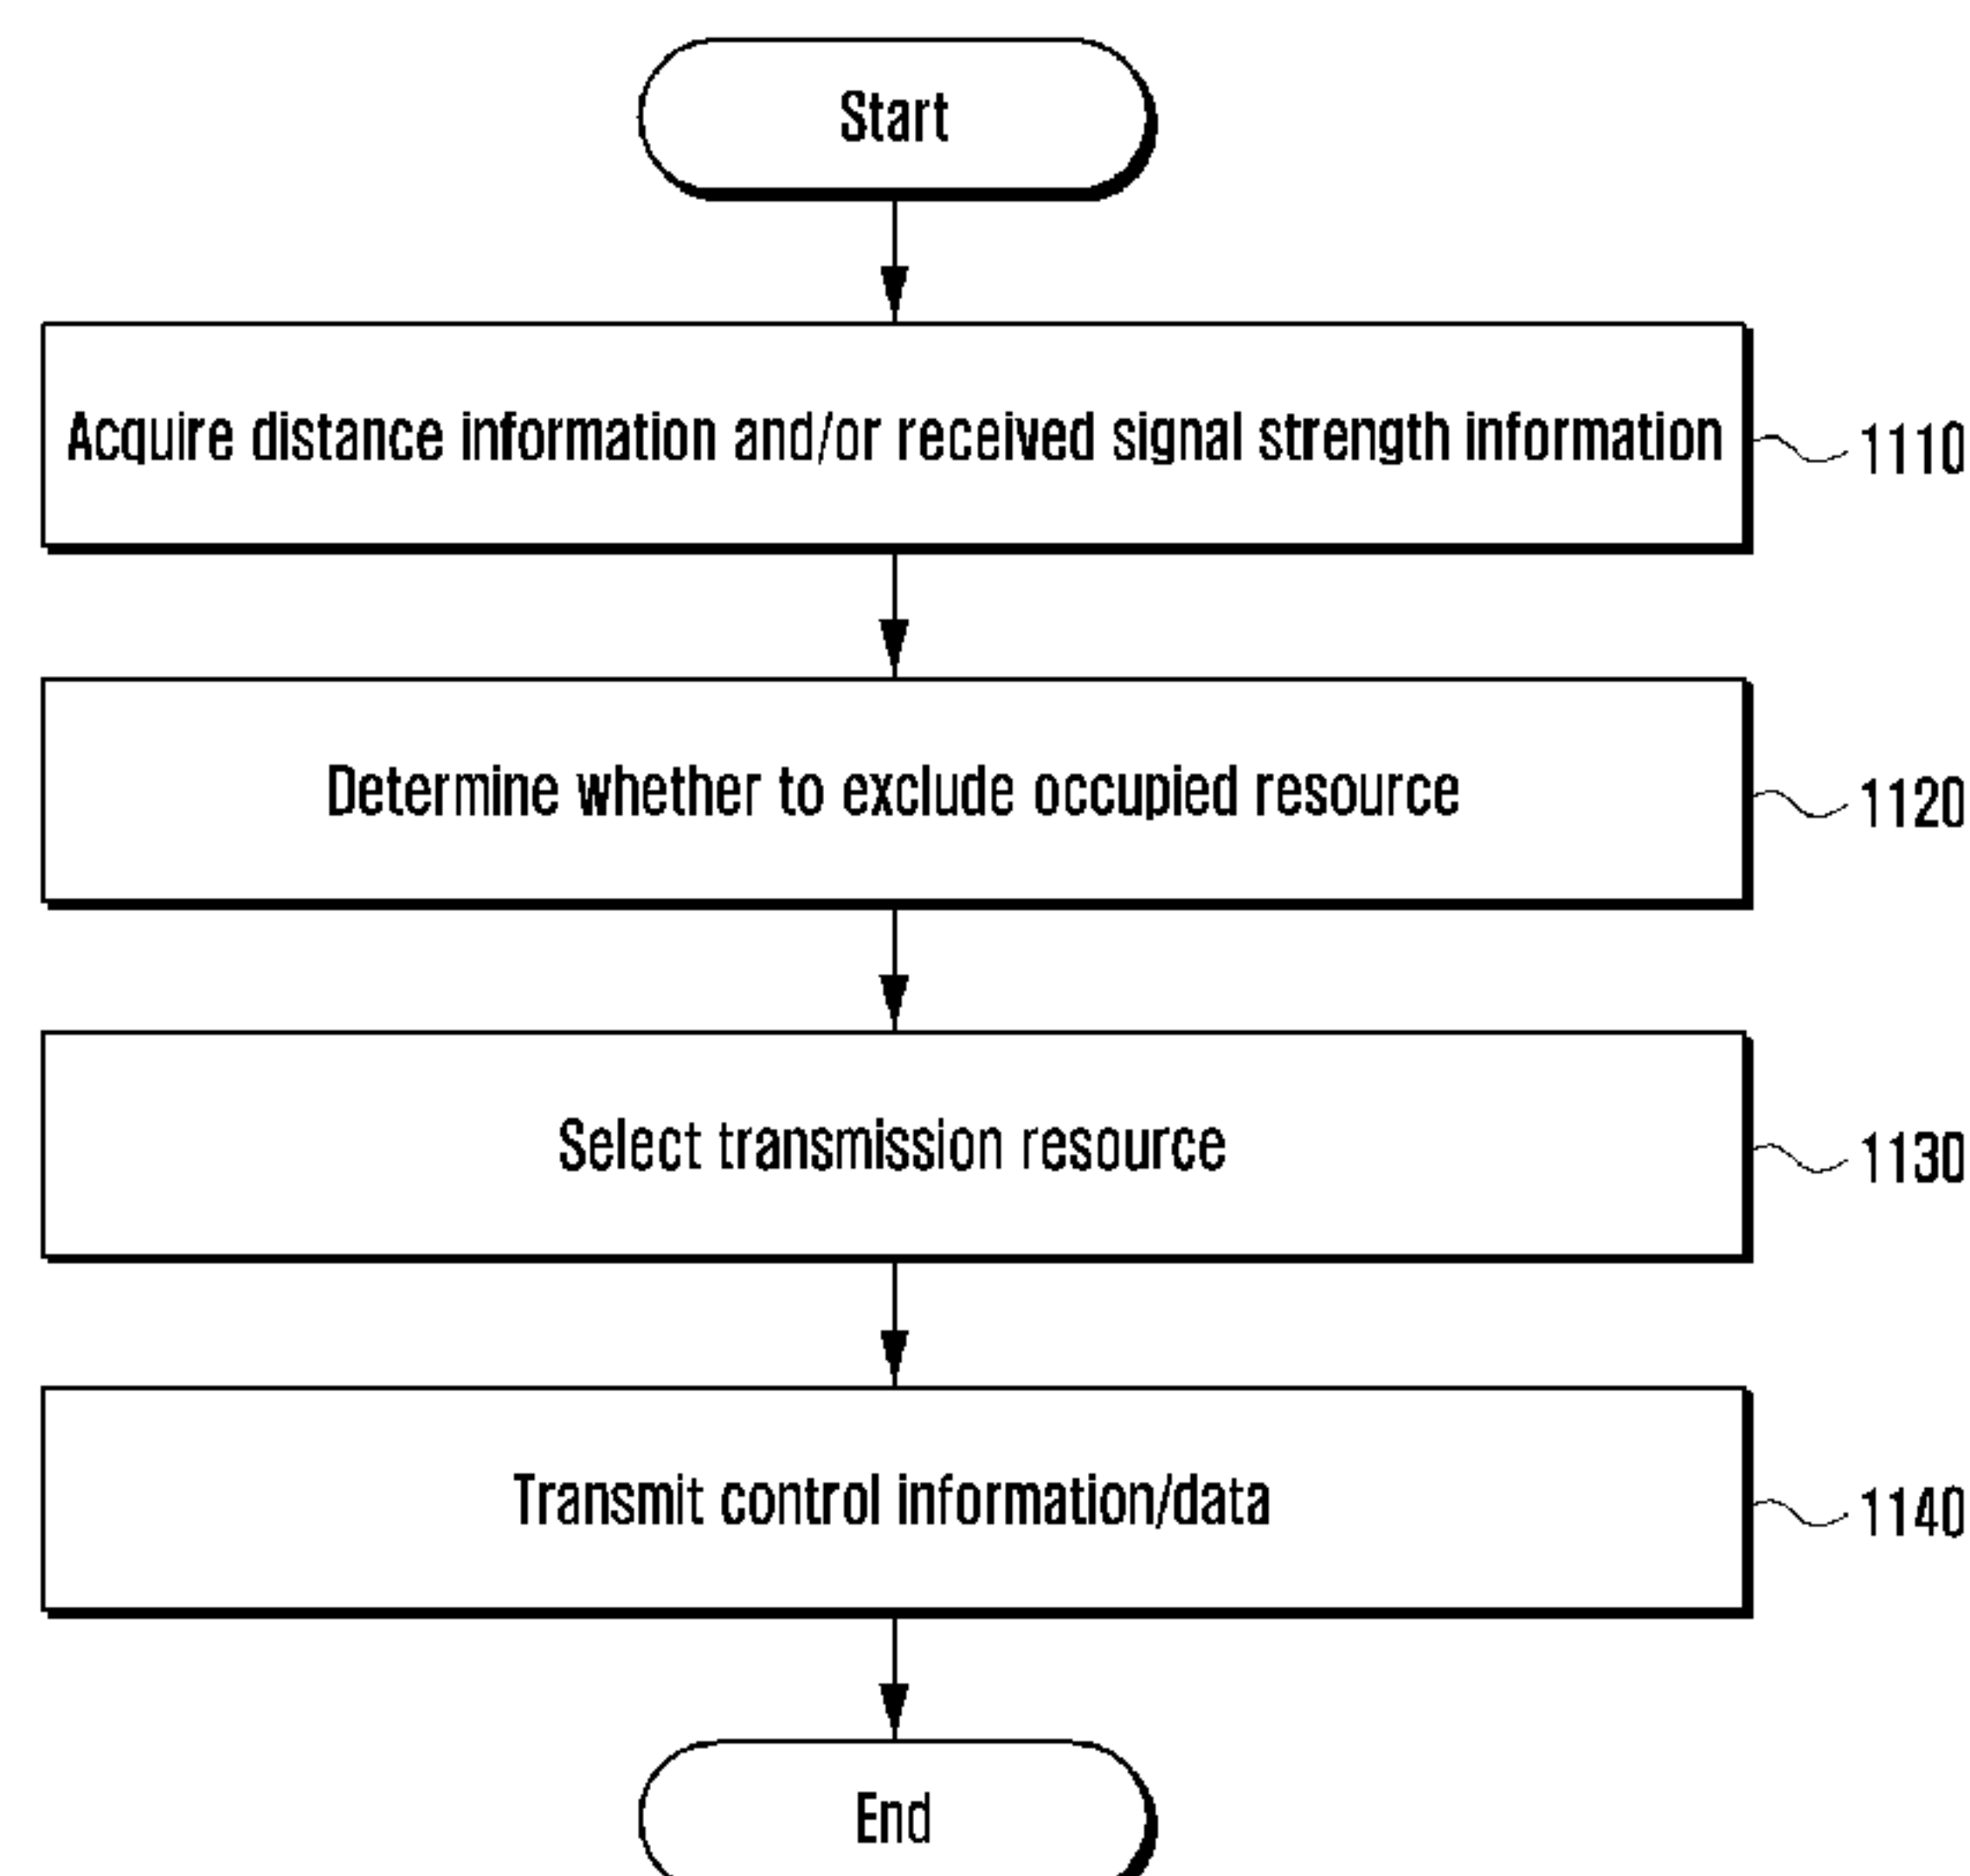 Start
Acquire distance information and/or received signal strength information
1110
Determine whether to exclude occupied resource
1120
Select transmission resource
1130
Transmit control information/data
1140
End